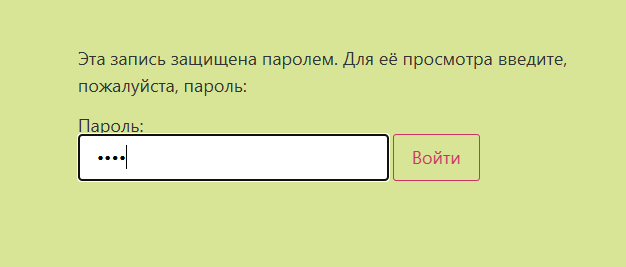 Эта запись защищена паролем. Для её просмотра введите,
пожалуйста, пароль:
Пароль:
•••• Войти